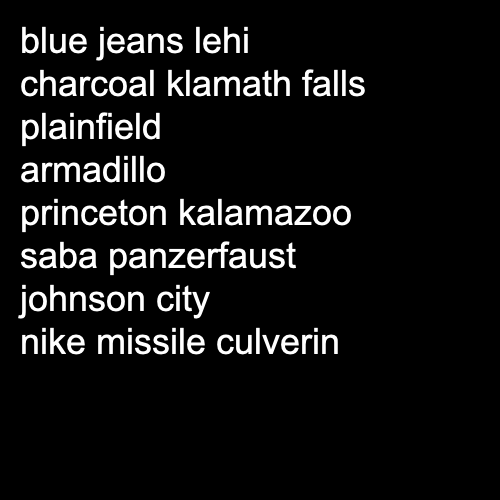 blue jeans lehi
charcoal klamath falls
plainfield
armadillo
princeton kalamazoo
saba panzerfaust
johnson city
nike missile culverin